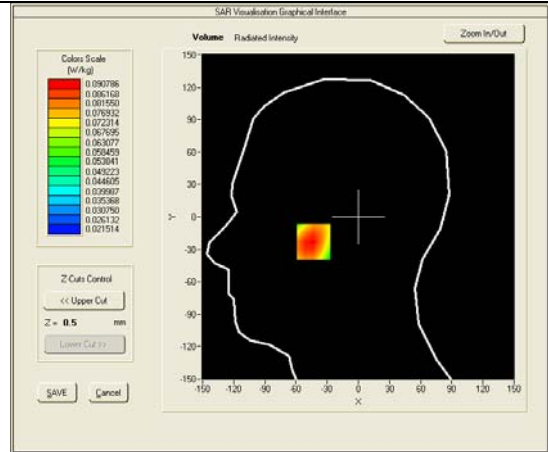 SAR Visualisation Graphical Interface
Volume Radiated Intensity
Zoom In/Out
Colors Scale
(W/kg)
0.090786
0.086168
0.081550
0.076932
0.072314
0.067695
0.063077
0.058459
0.053841
0.049223
0.044605
0.039987
0.035368
0.030750
0.026132
0.021514
Z-Cuts Control
<< Upper Cut
Z = 0.5 mm
Lower Cut >>
SAVE
Cancel
150
120
90
60
30
0
-30
-60
-90
-120
-150
Y
-150 -120 -90 -60 -30 0 30 60 90 120 150
X